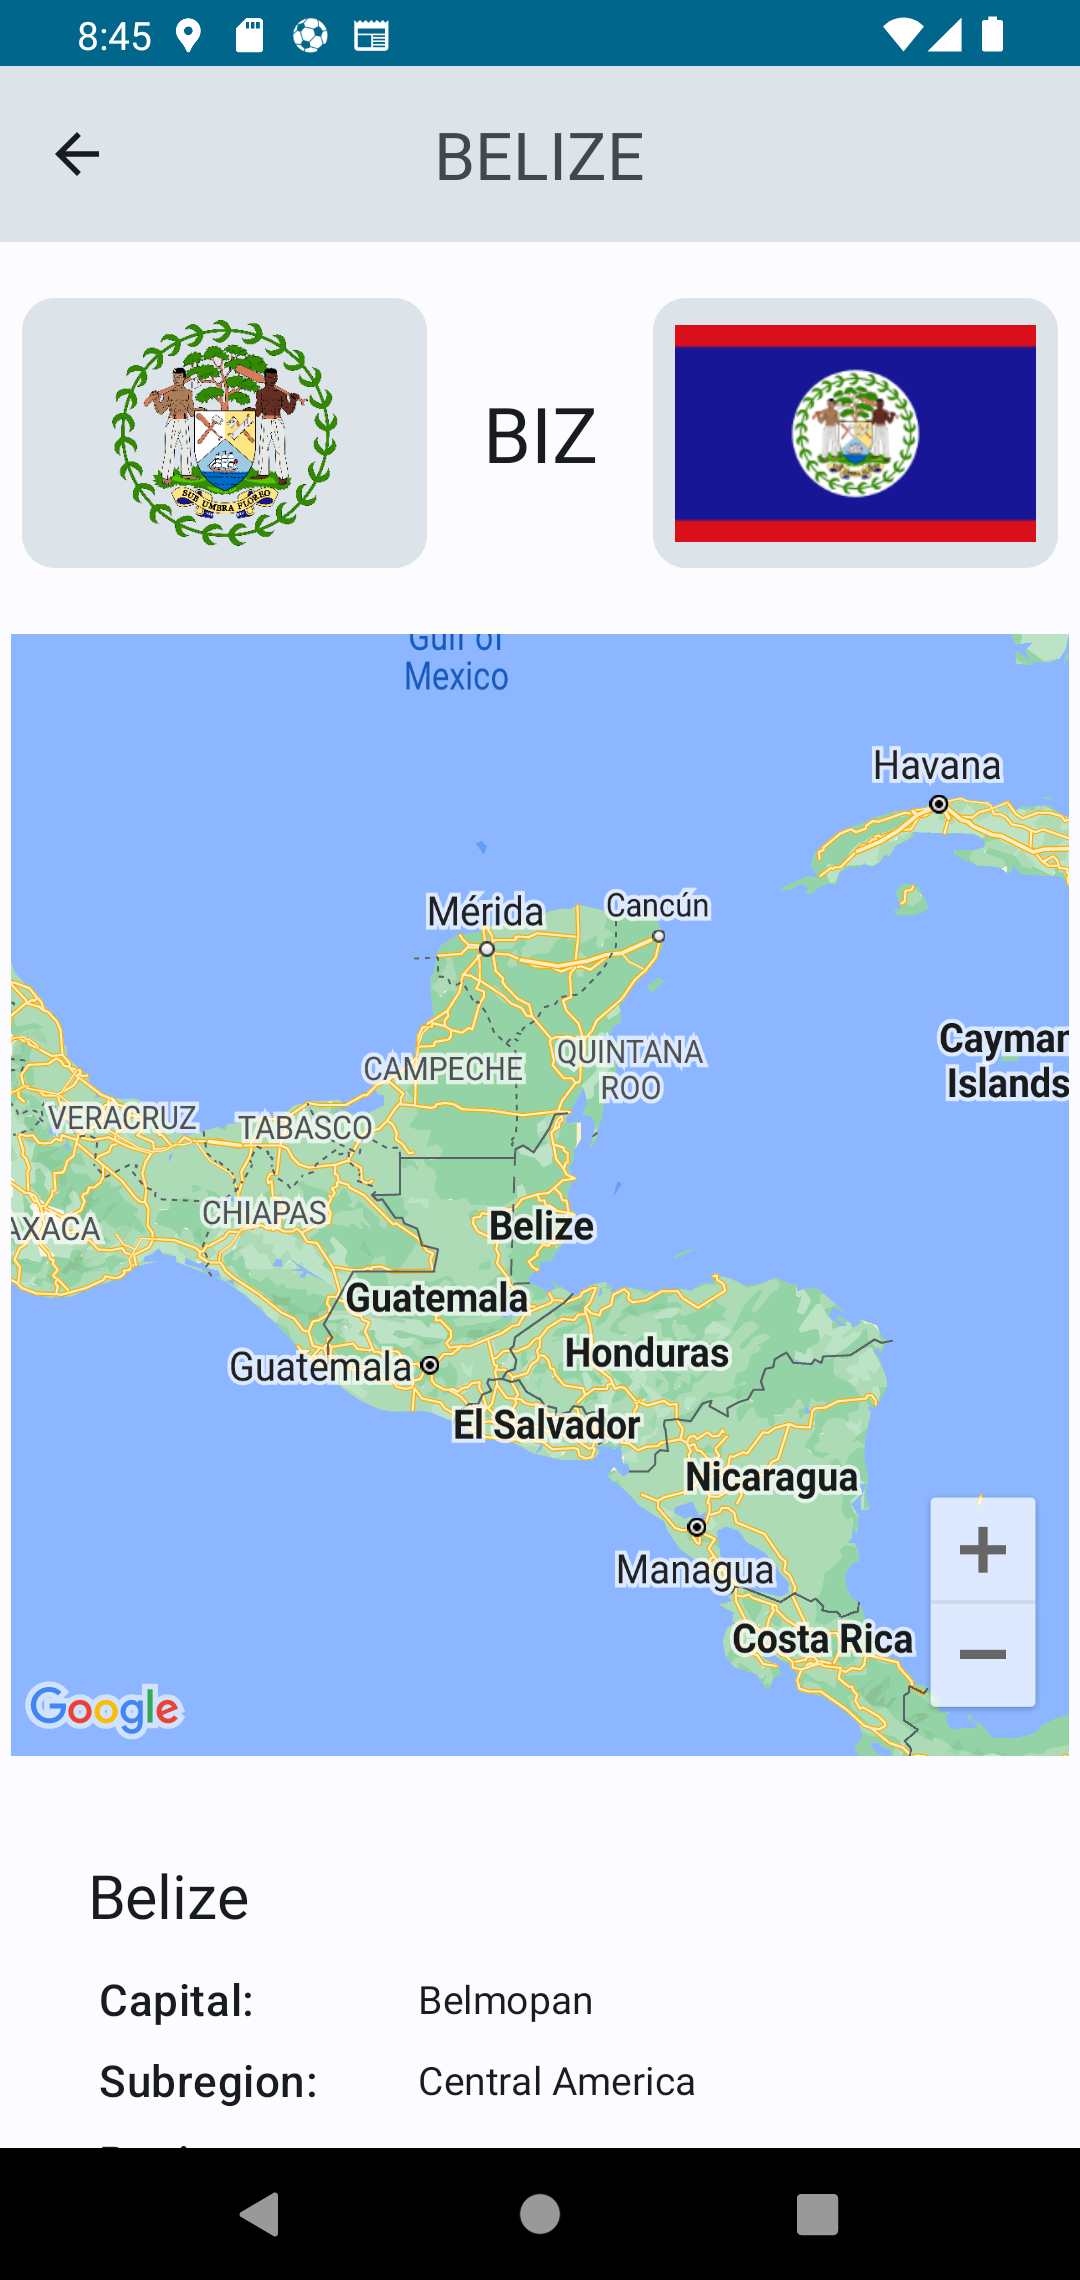 8:45
BELIZE
SUB UMBRA FLOREO
BIZ
Gulf of
Mexico
Havana
Mérida
Cancún
Cayman
Islands
CAMPECHE
QUINTANA
ROO
VERACRUZ
TABASCO
CHIAPAS
AXACA
Belize
Guatemala
Honduras
Guatemala
El Salvador
Nicaragua
Managua
Costa Rica
Google
Belize
Capital: Belmopan
Subregion: Central America